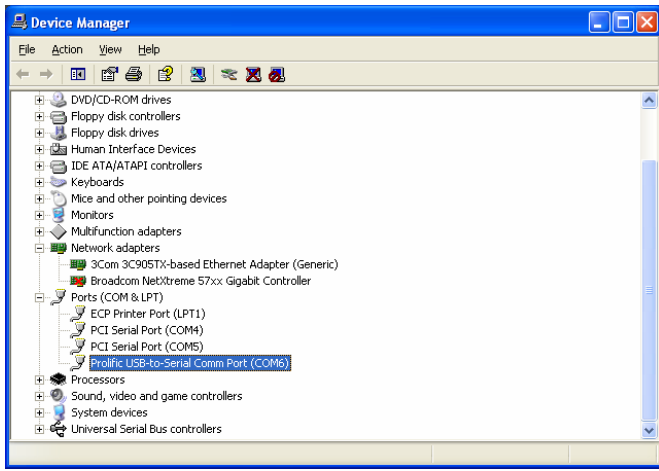 Device Manager
File Action View Help
DVD/CD-ROM drives
Floppy disk controllers
Floppy disk drives
Human Interface Devices
IDE ATA/ATAPI controllers
Keyboards
Mice and other pointing devices
Monitors
Multifunction adapters
Network adapters
3Com 3C905TX-based Ethernet Adapter (Generic)
Broadcom NetXtreme 57xx Gigabit Controller
Ports (COM & LPT)
ECP Printer Port (LPT1)
PCI Serial Port (COM4)
PCI Serial Port (COM5)
Prolific USB-to-Serial Comm Port (COM6)
Processors
Sound, video and game controllers
System devices
Universal Serial Bus controllers